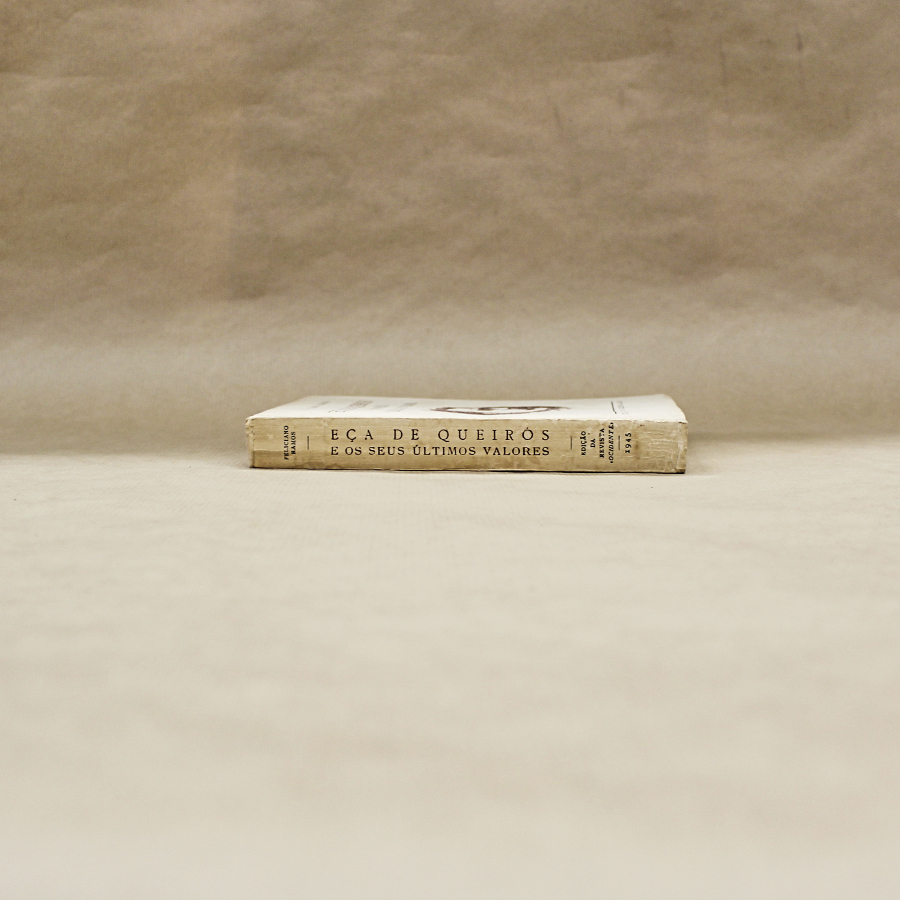 FELICIANO
RAMOS
EÇA DE QUEIRÓS
E OS SEUS ÚLTIMOS VALORES
EDIÇÃO
DA
REVISTA
«OCIDENTE»
1945